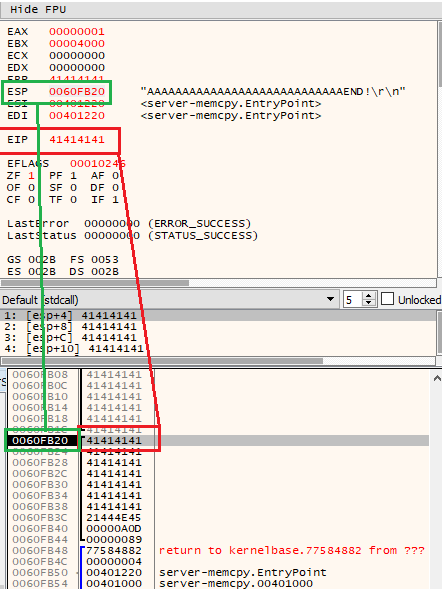 Hide FPU
EAX 00000001
EBX 00004000
ECX 00000000
EDX 00000000
EBP 41414141
ESP 0060FB20 "AAAAAAAAAAAAAAAAAAAAAAAAAAAAEND!\r\n"
ESI 00401220 <server-memcpy.EntryPoint>
EDI 00401220 <server-memcpy.EntryPoint>
EIP 41414141
EFLAGS 00010246
ZF 1 PF 1 AF 0
OF 0 SF 0 DF 0
CF 0 TF 0 IF 1
LastError 00000000 (ERROR_SUCCESS)
LastStatus 00000000 (STATUS_SUCCESS)
GS 002B FS 0053
ES 002B DS 002B
Default (stdcall) 5 Unlocked
1: [esp+4] 41414141
2: [esp+8] 41414141
3: [esp+C] 41414141
4: [esp+10] 41414141
0060FB08 41414141
0060FB0C 41414141
0060FB10 41414141
0060FB14 41414141
0060FB18 41414141
0060FB1C 41414141
0060FB20 41414141
0060FB24 41414141
0060FB28 41414141
0060FB2C 41414141
0060FB30 41414141
0060FB34 41414141
0060FB38 41414141
0060FB3C 21444E45
0060FB40 00000A0D
0060FB44 00000089
0060FB48 77584882 return to kernelbase.77584882 from ???
0060FB4C 00000004
0060FB50 00401220 server-memcpy.EntryPoint
0060FB54 00401000 server-memcpy.00401000